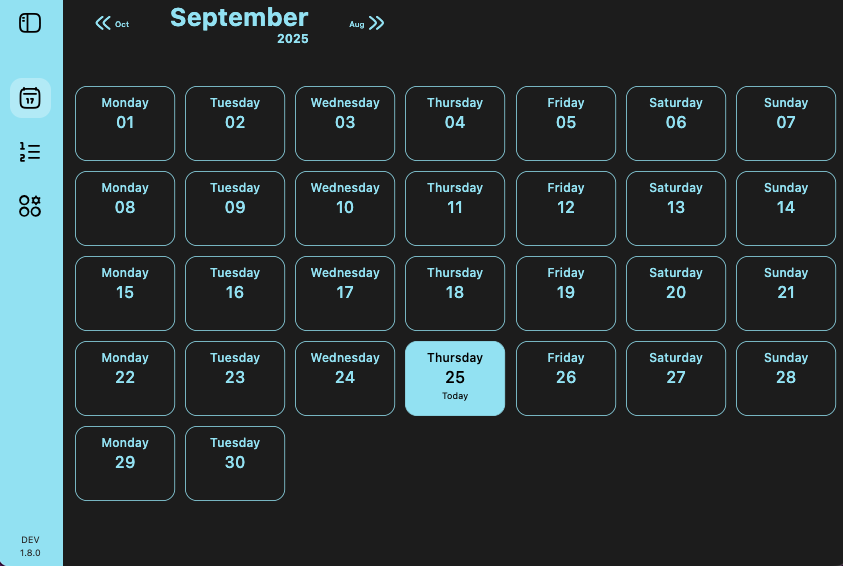 Oct September Aug
2025
17
Monday Tuesday Wednesday Thursday Friday Saturday Sunday
01 02 03 04 05 06 07
Monday Tuesday Wednesday Thursday Friday Saturday Sunday
08 09 10 11 12 13 14
1
2
Monday Tuesday Wednesday Thursday Friday Saturday Sunday
15 16 17 18 19 20 21
Monday Tuesday Wednesday Thursday Friday Saturday Sunday
22 23 24 25 26 27 28
Today
Monday Tuesday
29 30
DEV
1.8.0